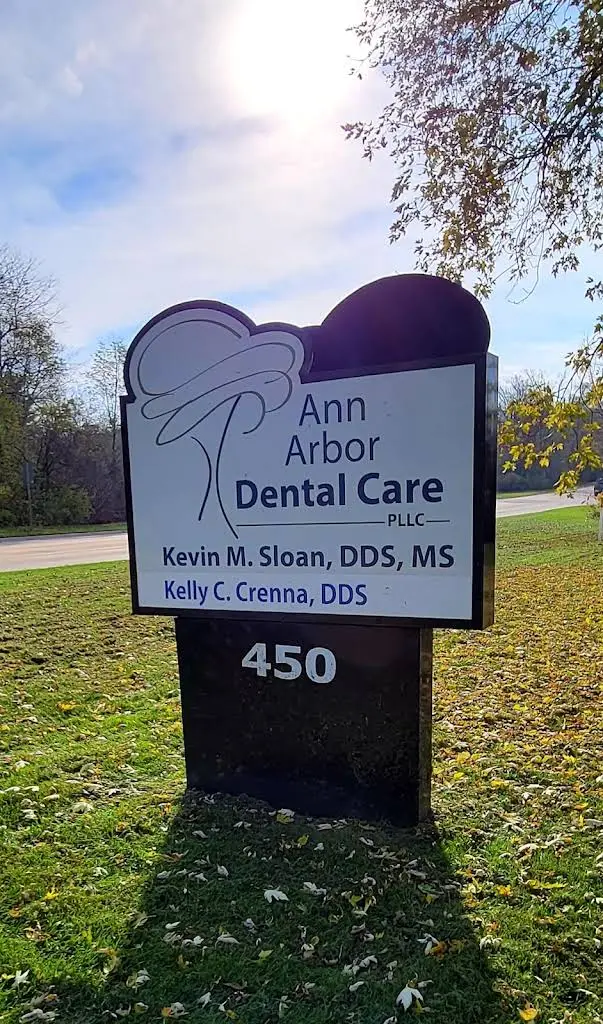 Ann
Arbor
Dental Care
PLLC
Kevin M. Sloan, DDS, MS
Kelly C. Crenna, DDS
450